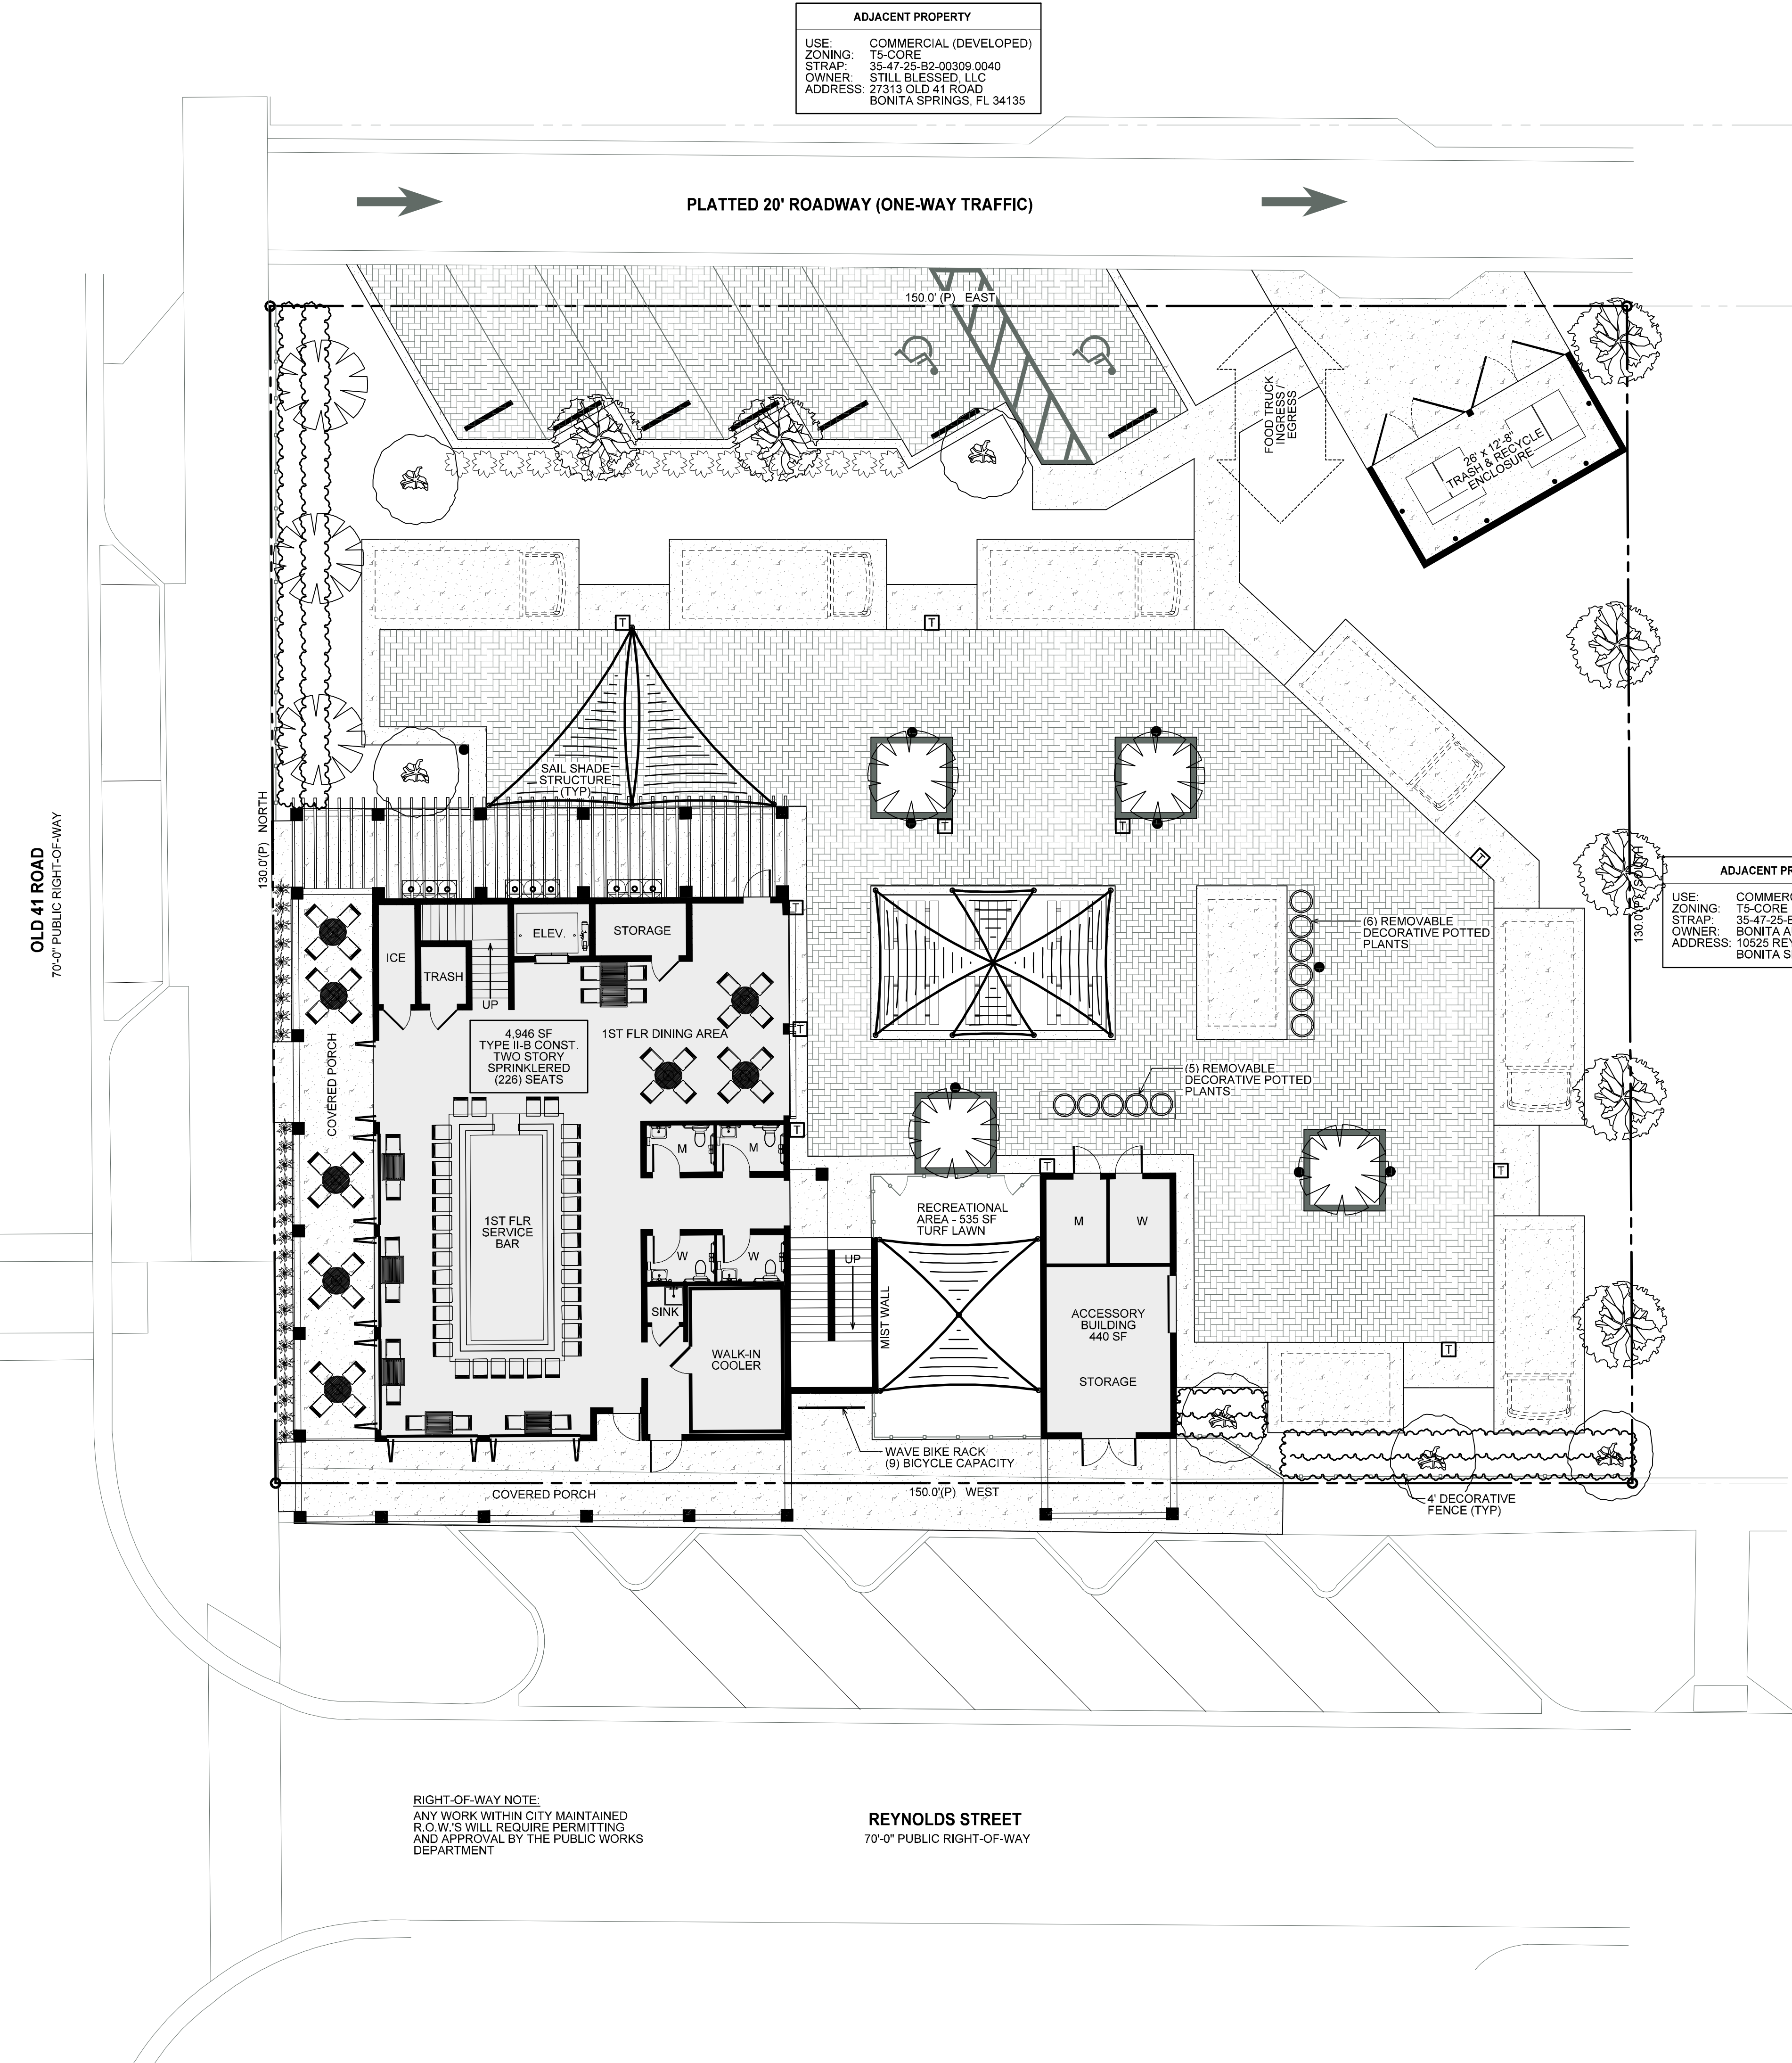 ADJACENT PROPERTY
USE: COMMERCIAL (DEVELOPED)
ZONING: T5-CORE
STRAP: 35-47-25-B2-00309.0040
OWNER: STILL BLESSED, LLC
ADDRESS: 27313 OLD 41 ROAD
BONITA SPRINGS, FL 34135
PLATTED 20' ROADWAY (ONE-WAY TRAFFIC)
150.0' (P) EAST
FOOD TRUCK
INGRESS /
EGRESS
26' x 12'-8"
TRASH & RECYCLE
ENCLOSURE
T
T
SAIL SHADE
STRUCTURE
(TYP)
130.0'(P) NORTH
OLD 41 ROAD
70'-0" PUBLIC RIGHT-OF-WAY
T
T
T
130.0'(P) SOUTH
ADJACENT PR
USE: COMMERC
ZONING: T5-CORE
STRAP: 35-47-25-B
OWNER: BONITA A
ADDRESS: 10525 REY
BONITA S
T
(6) REMOVABLE
DECORATIVE POTTED
PLANTS
ICE
TRASH
UP
ELEV.
STORAGE
COVERED PORCH
4,946 SF
TYPE II-B CONST.
TWO STORY
SPRINKLERED
(226) SEATS
1ST FLR DINING AREA
T
(5) REMOVABLE
DECORATIVE POTTED
PLANTS
T
M
M
T
T
1ST FLR
SERVICE
BAR
RECREATIONAL
AREA - 535 SF
TURF LAWN
M
W
W
W
UP
SINK
MIST WALL
WALK-IN
COOLER
ACCESSORY
BUILDING
440 SF
STORAGE
T
WAVE BIKE RACK
(9) BICYCLE CAPACITY
COVERED PORCH
150.0'(P) WEST
4' DECORATIVE
FENCE (TYP)
RIGHT-OF-WAY NOTE:
ANY WORK WITHIN CITY MAINTAINED
R.O.W.'S WILL REQUIRE PERMITTING
AND APPROVAL BY THE PUBLIC WORKS
DEPARTMENT
REYNOLDS STREET
70'-0" PUBLIC RIGHT-OF-WAY